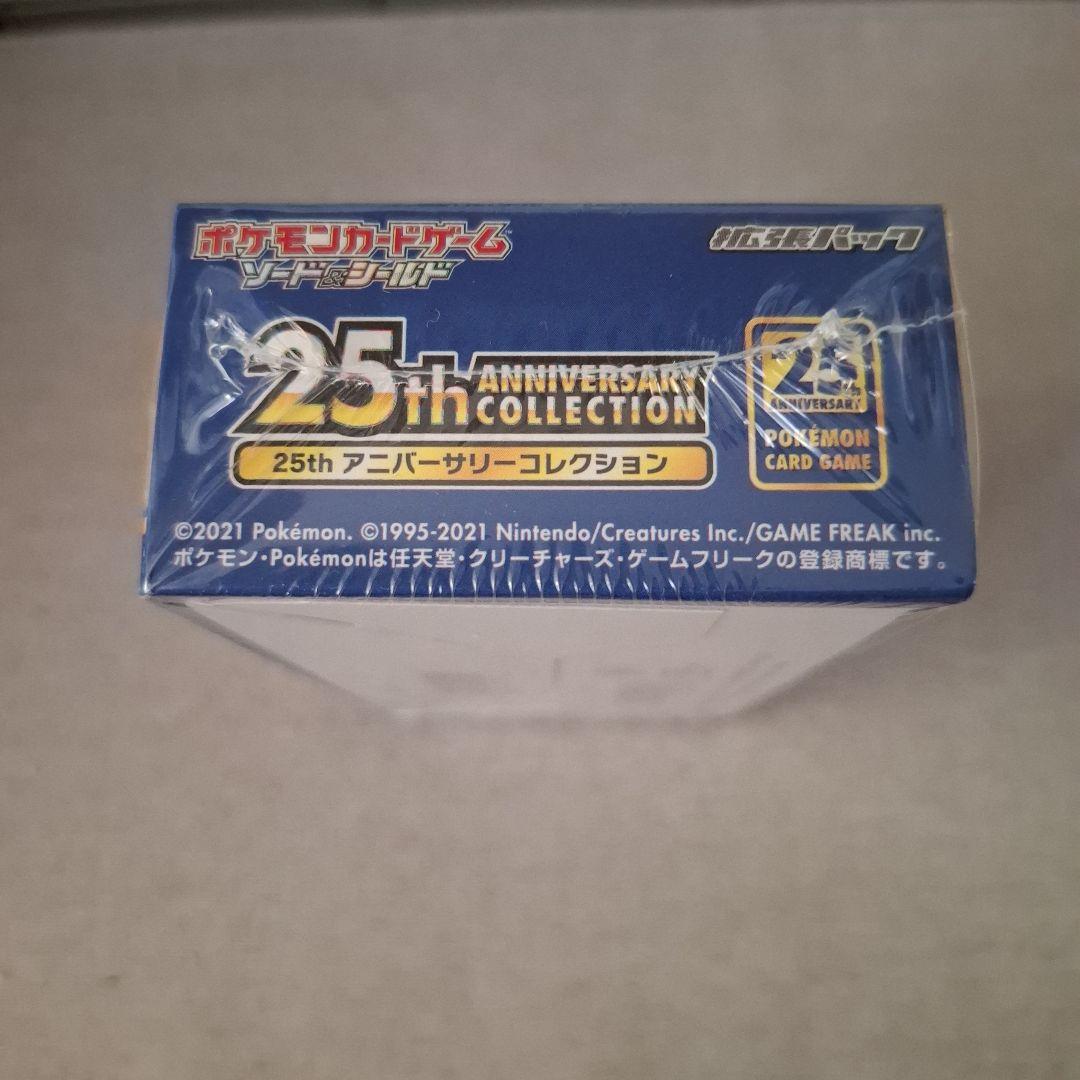 ポケモンカードゲーム™
ソード&シールド
拡張パック
25th ANNIVERSARY
COLLECTION
25th アニバーサリーコレクション
25th
ANNIVERSARY
POKÉMON
CARD GAME
©2021 Pokémon. ©1995-2021 Nintendo/Creatures Inc./GAME FREAK inc.
ポケモン・Pokémonは任天堂・クリーチャーズ・ゲームフリークの登録商標です。